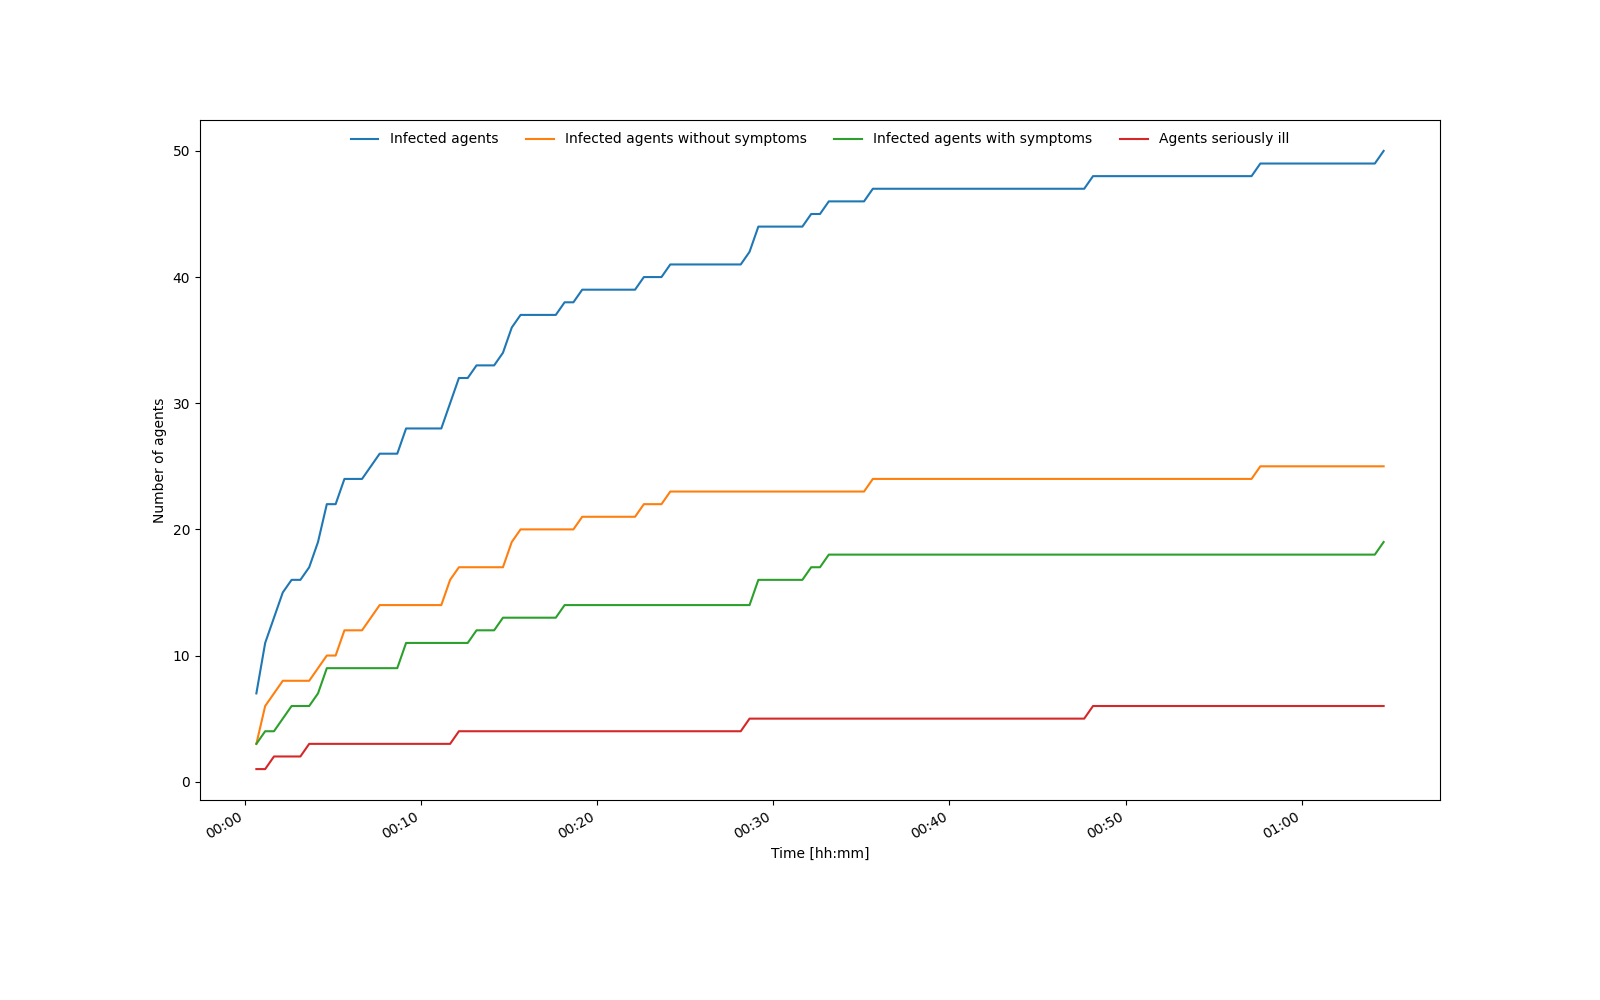 Infected agents Infected agents without symptoms Infected agents with symptoms Agents seriously ill
50
40
30
20
10
0
Number of agents
00:00 00:10 00:20 00:30 00:40 00:50 01:00
Time [hh:mm]